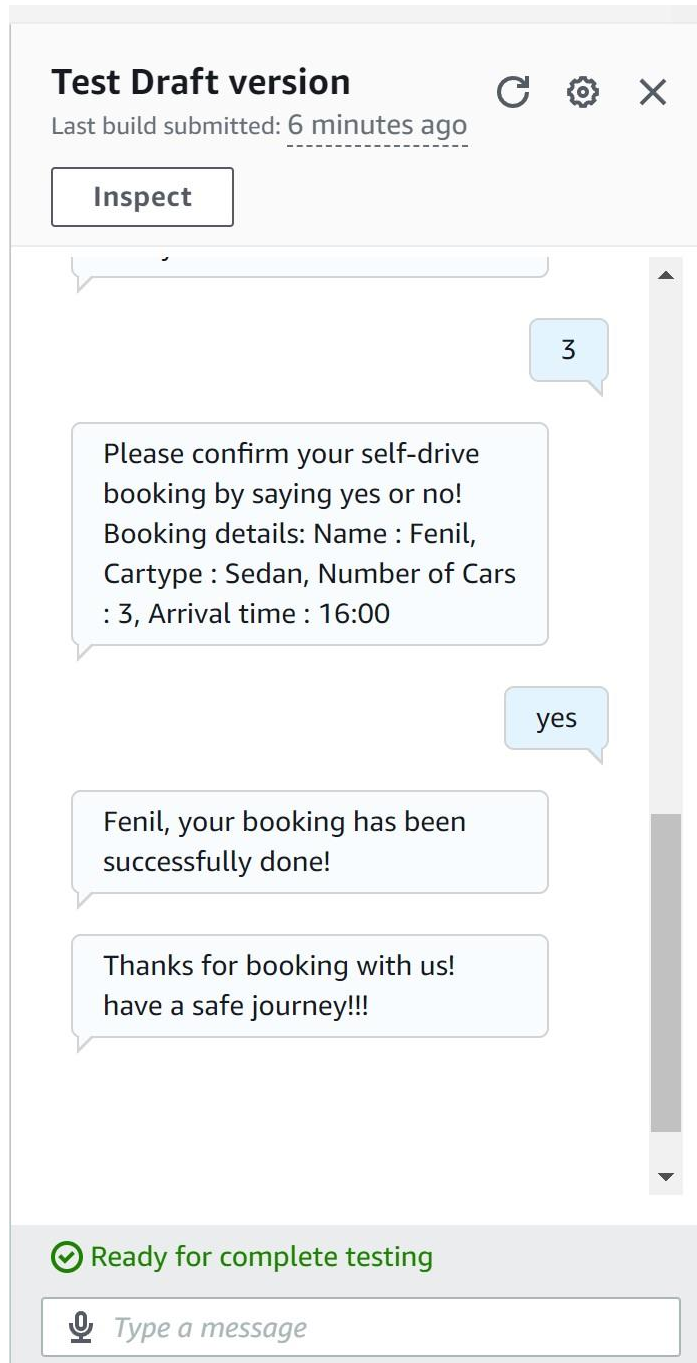 Test Draft version
Last build submitted: 6 minutes ago
Inspect
3
Please confirm your self-drive
booking by saying yes or no!
Booking details: Name : Fenil,
Cartype : Sedan, Number of Cars
: 3, Arrival time : 16:00
yes
Fenil, your booking has been
successfully done!
Thanks for booking with us!
have a safe journey!!!
Ready for complete testing
Type a message